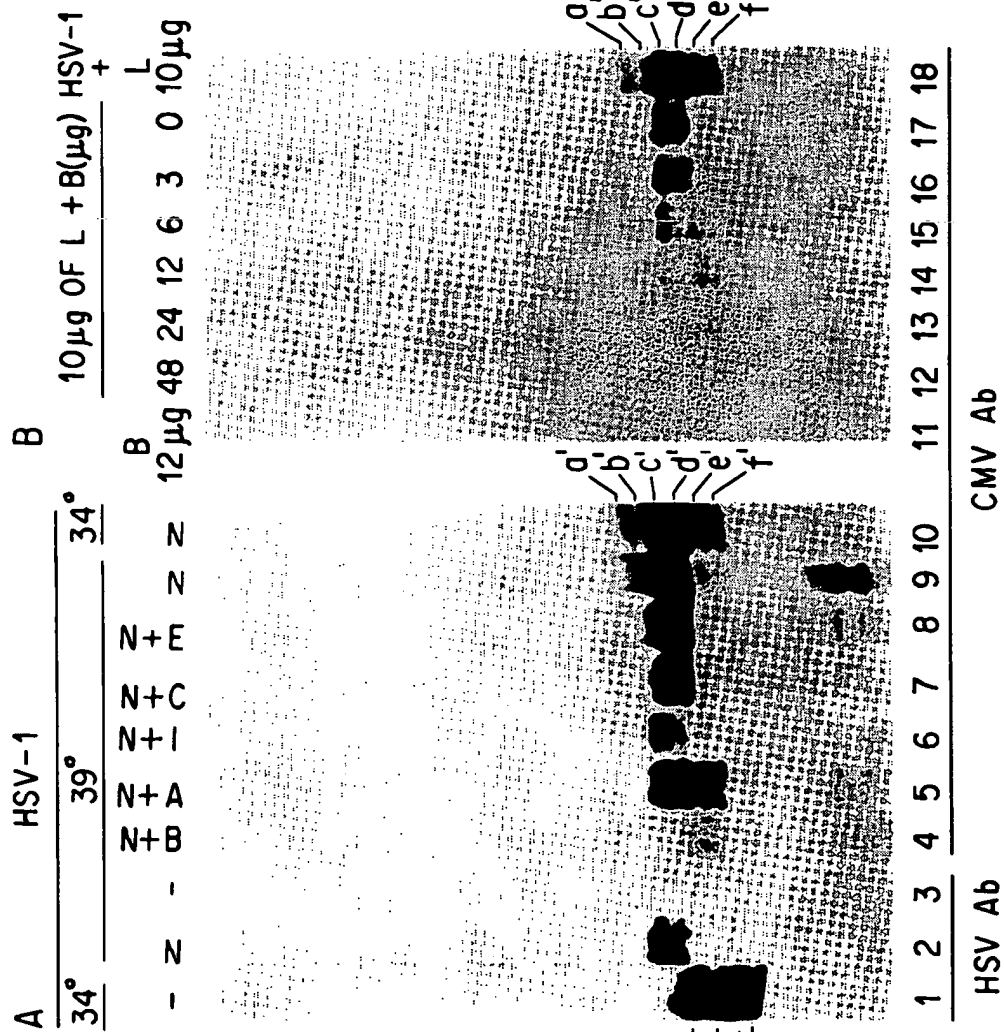 A HSV-1 B
34° 39° 34° 10µg OF L + B(µg) HSV-1
+
- N - N+B N+A N+I N+C N+E N N B L
12µg 48 24 12 6 3 0 10µg
a' a
b' b
c' c
d' d
e' e
f' f
1 2 3 4 5 6 7 8 9 10 11 12 13 14 15 16 17 18
HSV Ab CMV Ab